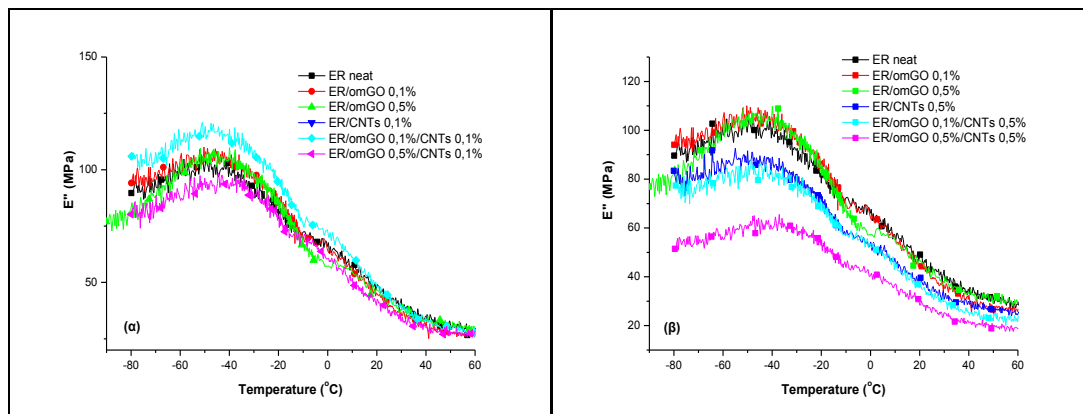 150
100
50
E'' (MPa)
-80 -60 -40 -20 0 20 40 60
Temperature (°C)
ER neat
ER/omGO 0,1%
ER/omGO 0,5%
ER/CNTs 0,1%
ER/omGO 0,1%/CNTs 0,1%
ER/omGO 0,5%/CNTs 0,1%
(α)
120
100
80
60
40
20
E'' (MPa)
-80 -60 -40 -20 0 20 40 60
Temperature (°C)
ER neat
ER/omGO 0,1%
ER/omGO 0,5%
ER/CNTs 0,5%
ER/omGO 0,1%/CNTs 0,5%
ER/omGO 0,5%/CNTs 0,5%
(β)